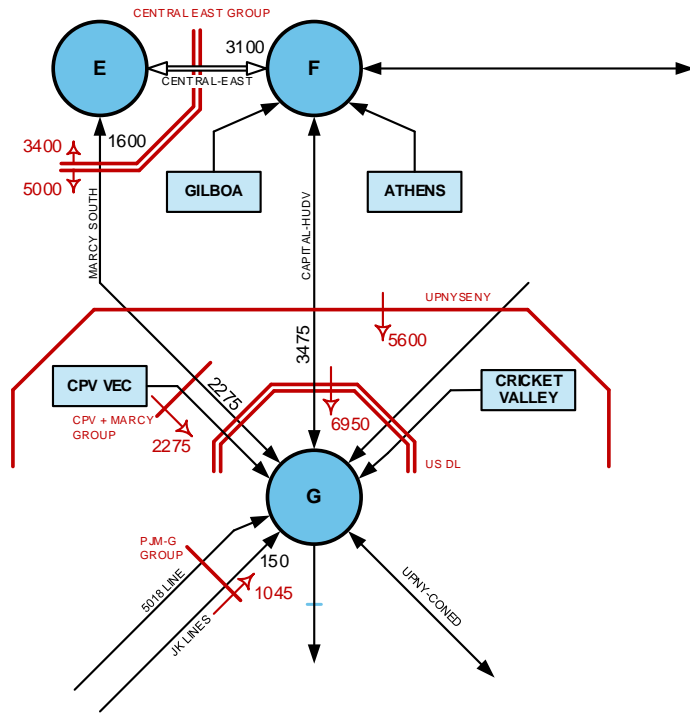 CENTRAL EAST GROUP
3100
E
F
CENTRAL-EAST
1600
3400
5000
GILBOA
ATHENS
MARCY SOUTH
CAPITAL-HUDV
UPNYSENY
5600
3475
CPV VEC
2275
CRICKET
VALLEY
CPV + MARCY
GROUP
2275
6950
US DL
G
PJM-G
GROUP
150
1045
5018 LINE
JK LINES
UPNY-CONED